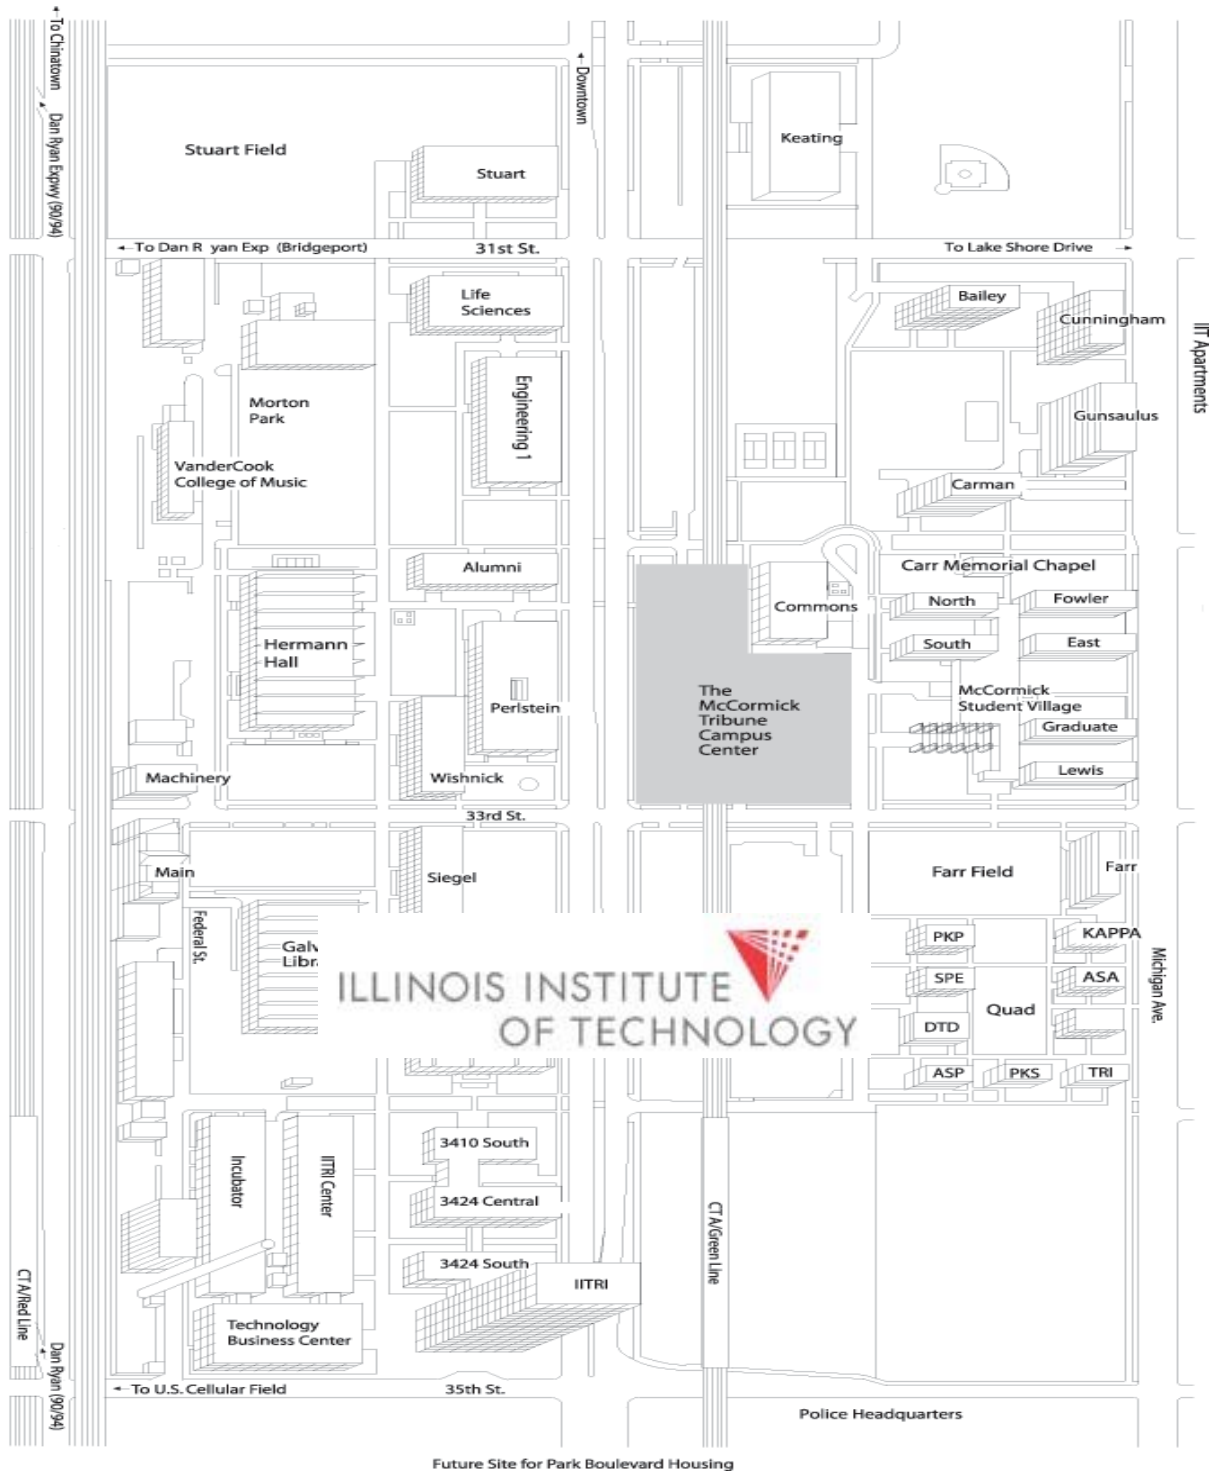 To Chinatown
Dan Ryan Expwy (90/94)
Downtown
Stuart Field
Stuart
Keating
To Dan R yan Exp (Bridgeport)
31st St.
To Lake Shore Drive
Life
Sciences
Bailey
Cunningham
IIT Apartments
Engineering 1
Morton
Park
Gunsaulus
VanderCook
College of Music
Carman
Alumni
Carr Memorial Chapel
Commons
North
Fowler
Hermann
Hall
South
East
Perlstein
The
McCormick
Tribune
Campus
Center
McCormick
Student Village
Graduate
Machinery
Wishnick
Lewis
33rd St.
Main
Siegel
Farr Field
Farr
Federal St.
Galv
Libr
PKP
KAPPA
Michigan Ave.
ILLINOIS INSTITUTE
OF TECHNOLOGY
SPE
ASA
Quad
DTD
ASP
PKS
TRI
3410 South
Incubator
IITRI Center
3424 Central
CT A/Green Line
3424 South
IITRI
CT A/Red Line
Technology
Business Center
Dan Ryan (90/94)
To U.S. Cellular Field
35th St.
Police Headquarters
Future Site for Park Boulevard Housing